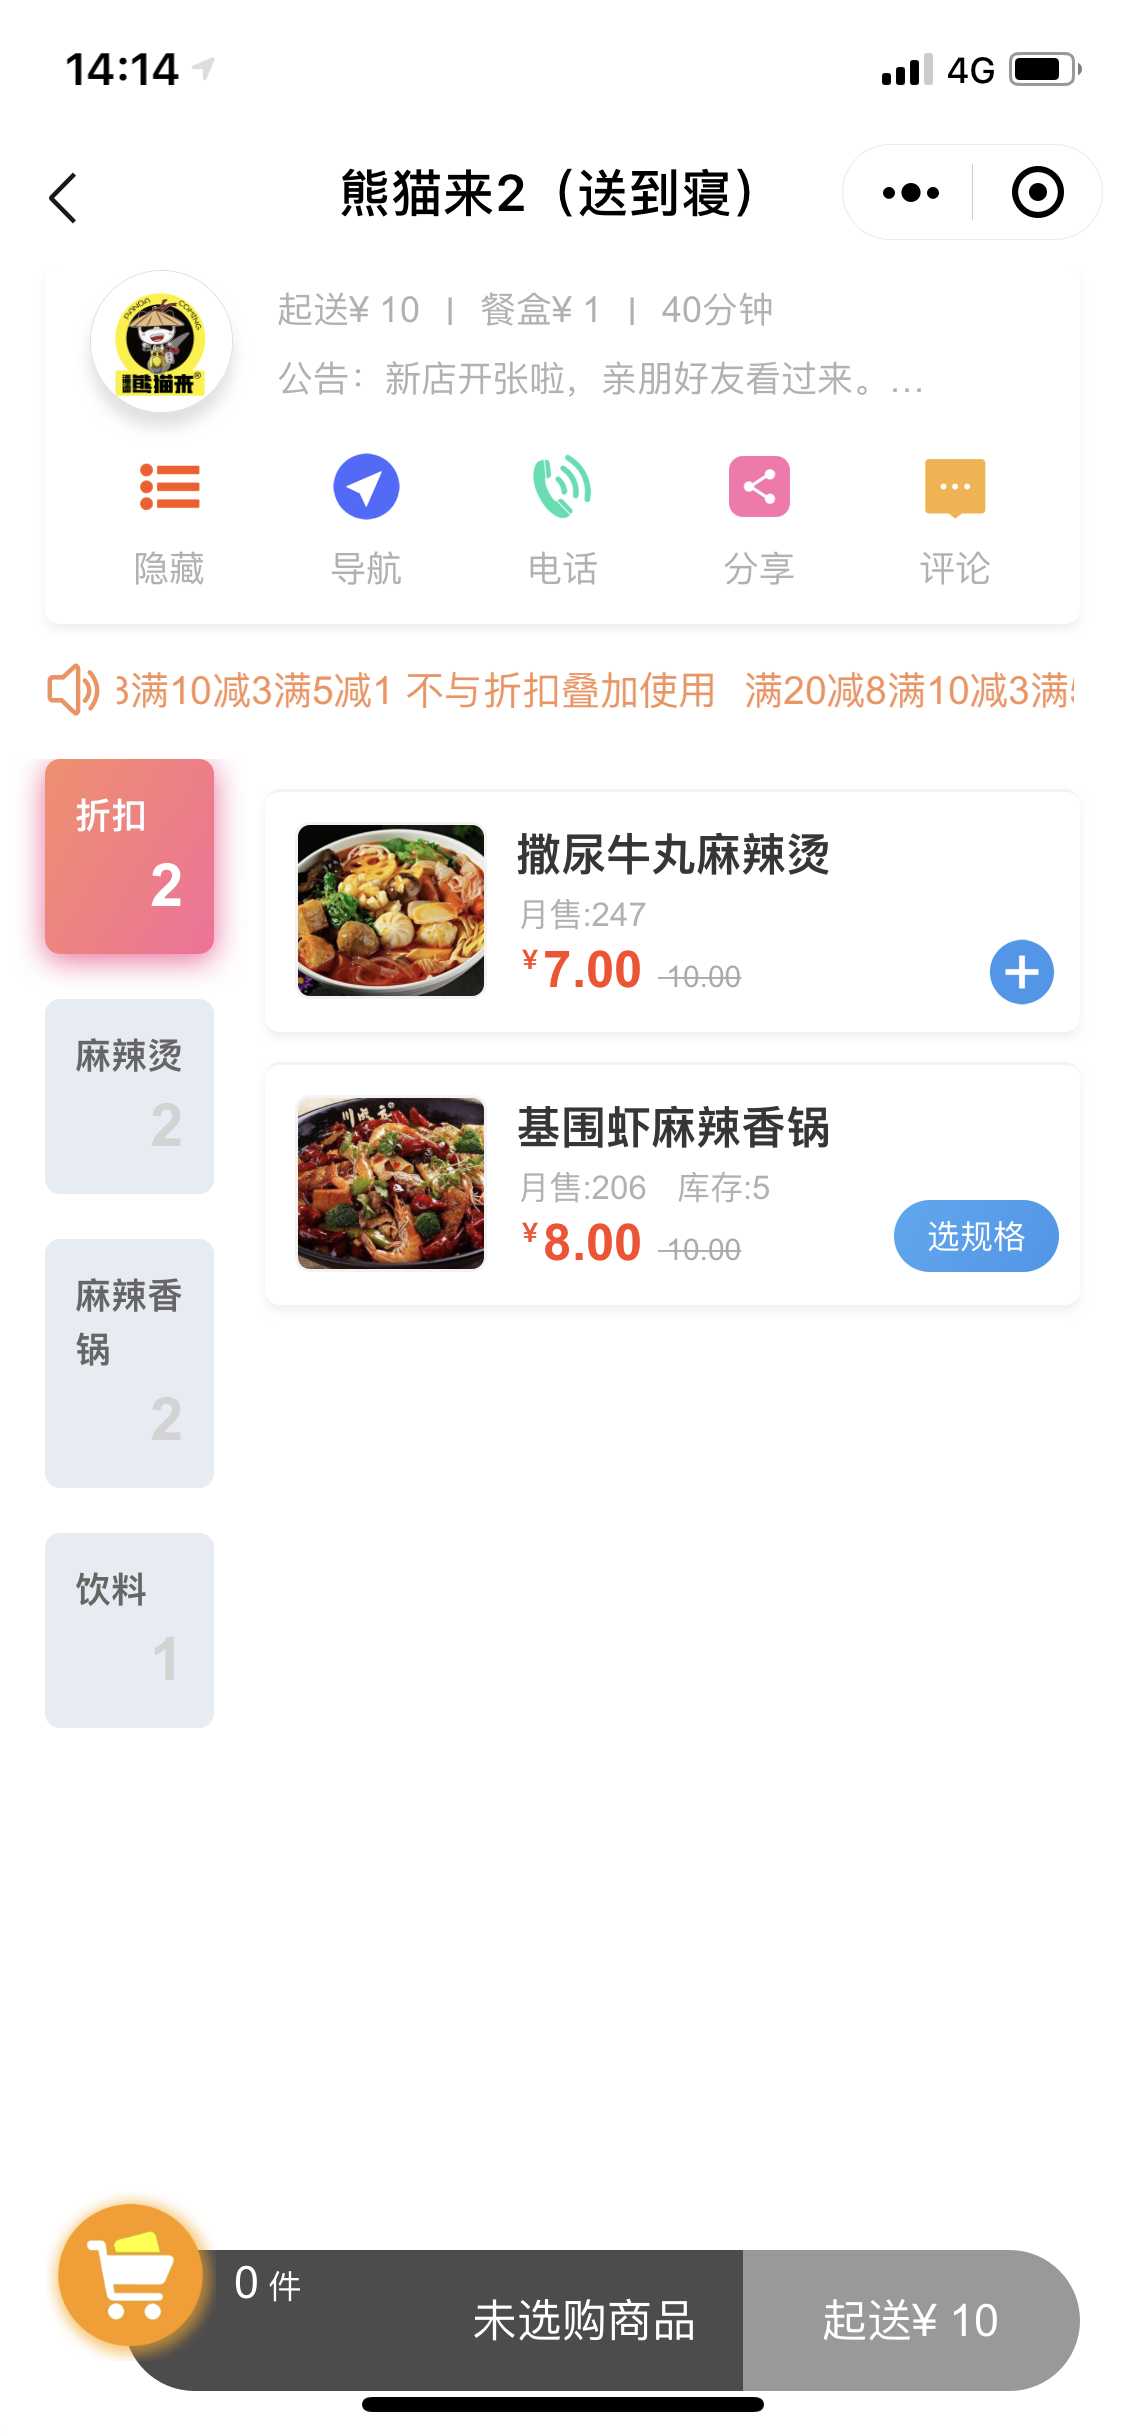 14:14
4G
熊猫来2（送到寝）
PANDA COMING
熊猫来®
起送¥ 10 | 餐盒¥ 1 | 40分钟
公告：新店开张啦，亲朋好友看过来。...
隐藏 导航 电话 分享 评论
3满10减3满5减1 不与折扣叠加使用 满20减8满10减3满5
折扣
2
麻辣烫
2
麻辣香
锅
2
饮料
1
撒尿牛丸麻辣烫
月售:247
¥7.00 10.00
基围虾麻辣香锅
月售:206 库存:5
¥8.00 10.00
选规格
0 件
未选购商品
起送¥ 10